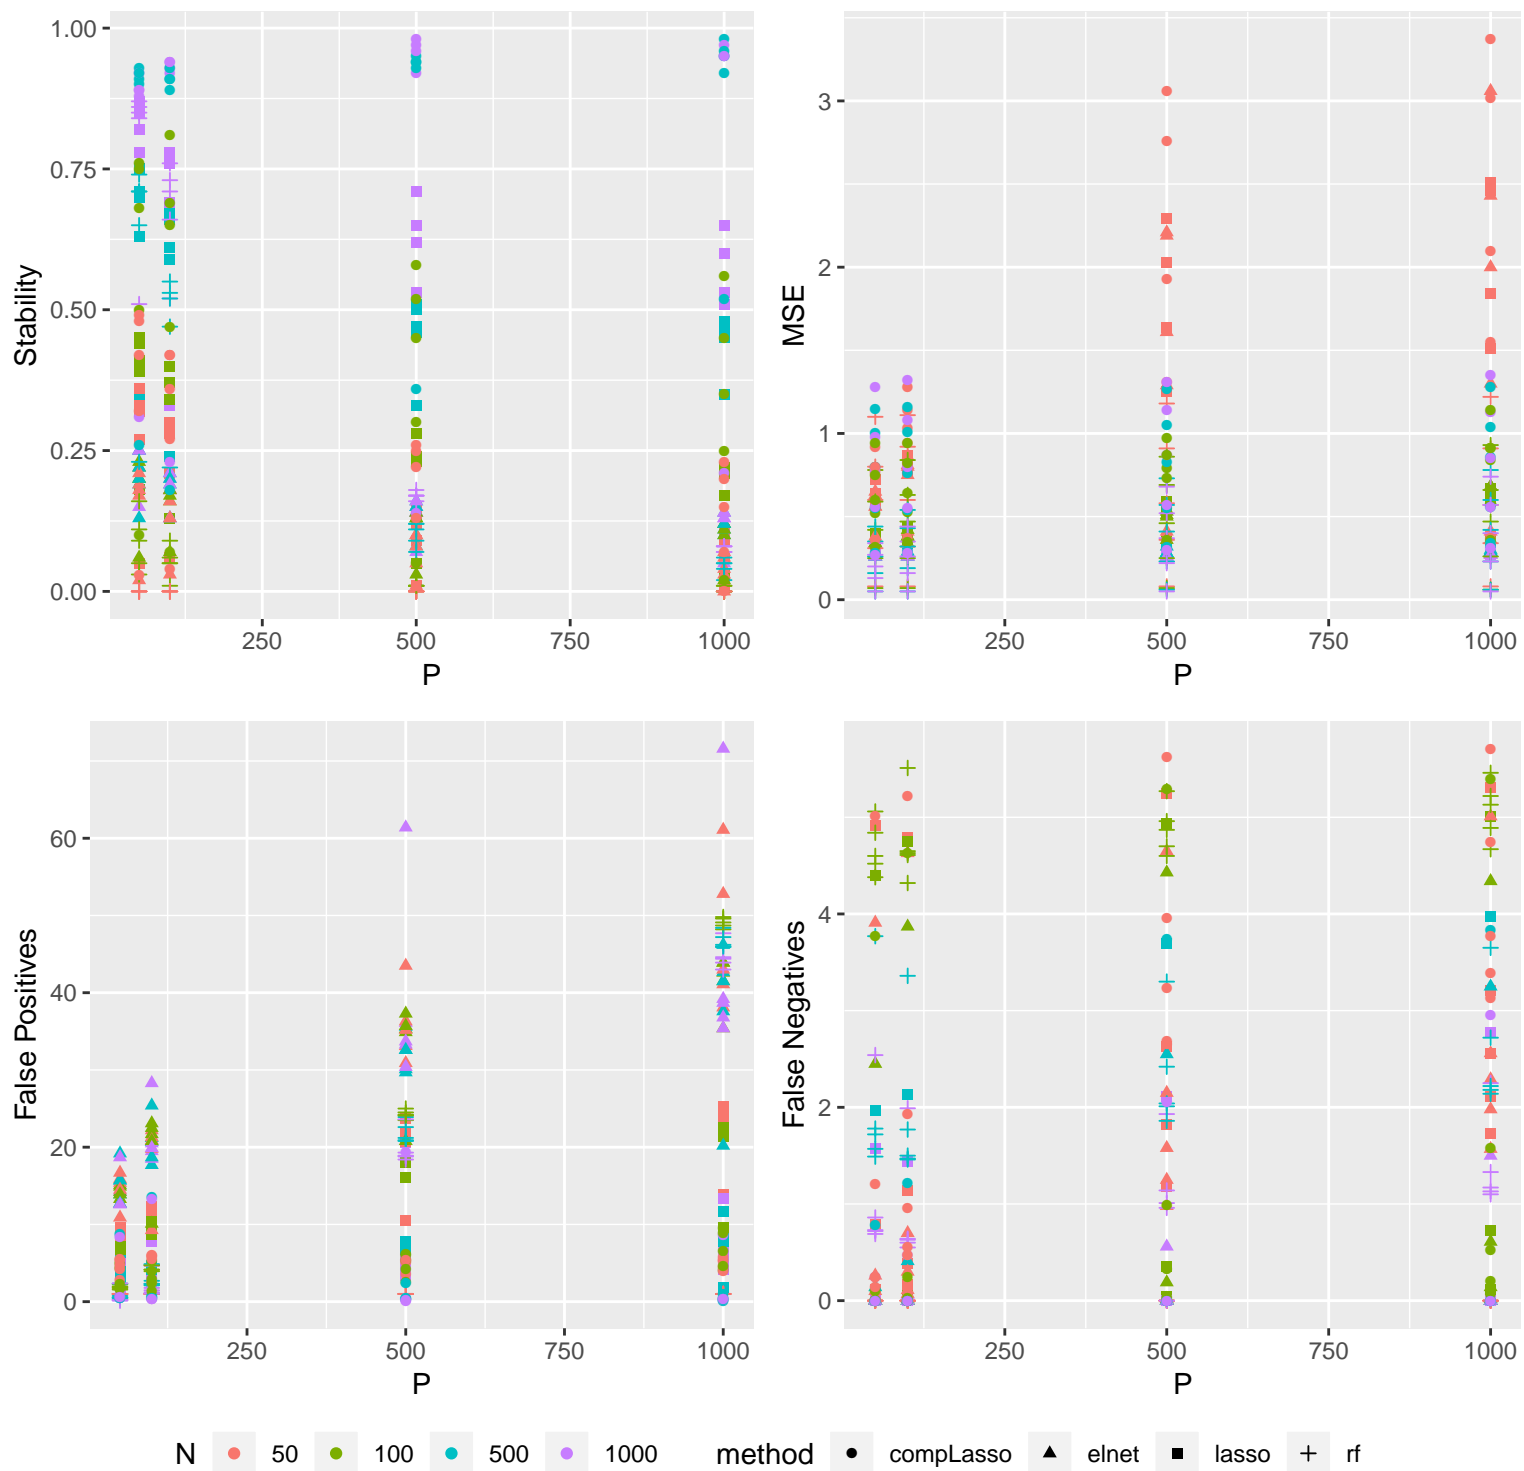 Stability
1.00
0.75
0.50
0.25
0.00
250 500 750 1000
P
MSE
3
2
1
0
250 500 750 1000
P
False Positives
60
40
20
0
250 500 750 1000
P
False Negatives
4
2
0
250 500 750 1000
P
N 50 100 500 1000 method compLasso elnet lasso rf